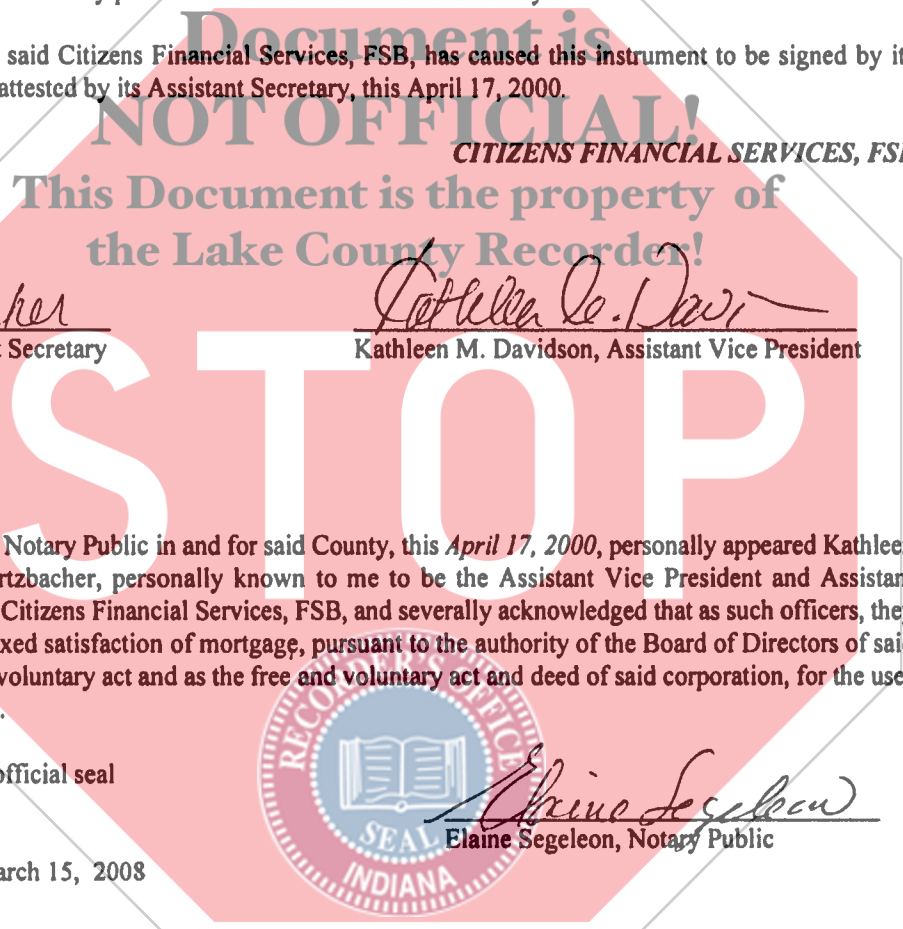 Document is
said Citizens Financial Services, FSB, has caused this instrument to be signed by it
attested by its Assistant Secretary, this April 17, 2000.
NOT OFFICIAL!
CITIZENS FINANCIAL SERVICES, FSB
This Document is the property of
the Lake County Recorder!
Kathleen M. Davi
Secretary
Kathleen M. Davidson, Assistant Vice President
STOP
Notary Public in and for said County, this April 17, 2000, personally appeared Kathlee
rtzbacher, personally known to me to be the Assistant Vice President and Assistan
Citizens Financial Services, FSB, and severally acknowledged that as such officers, they
xed satisfaction of mortgage, pursuant to the authority of the Board of Directors of sai
voluntary act and as the free and voluntary act and deed of said corporation, for the use
.
RECORDER'S OFFICE
official seal
Elaine Segeleon
SEAL
Elaine Segeleon, Notary Public
arch 15, 2008
INDIANA